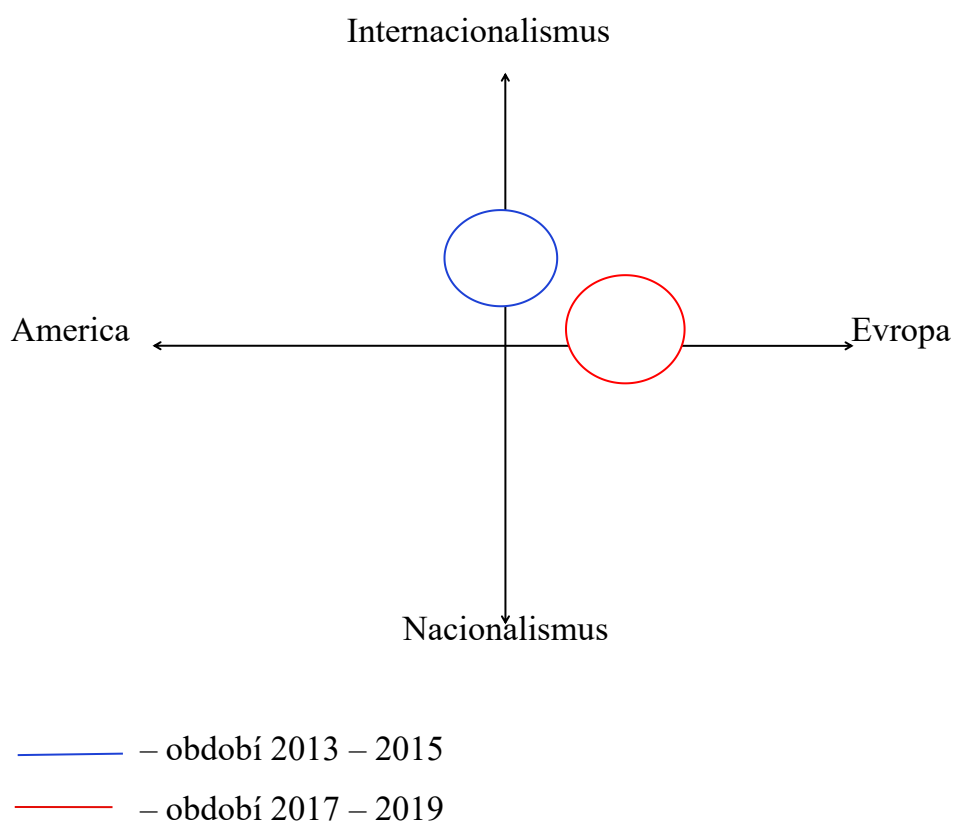 Internacionalismus
America
Evropa
Nacionalismus
– období 2013 – 2015
– období 2017 – 2019